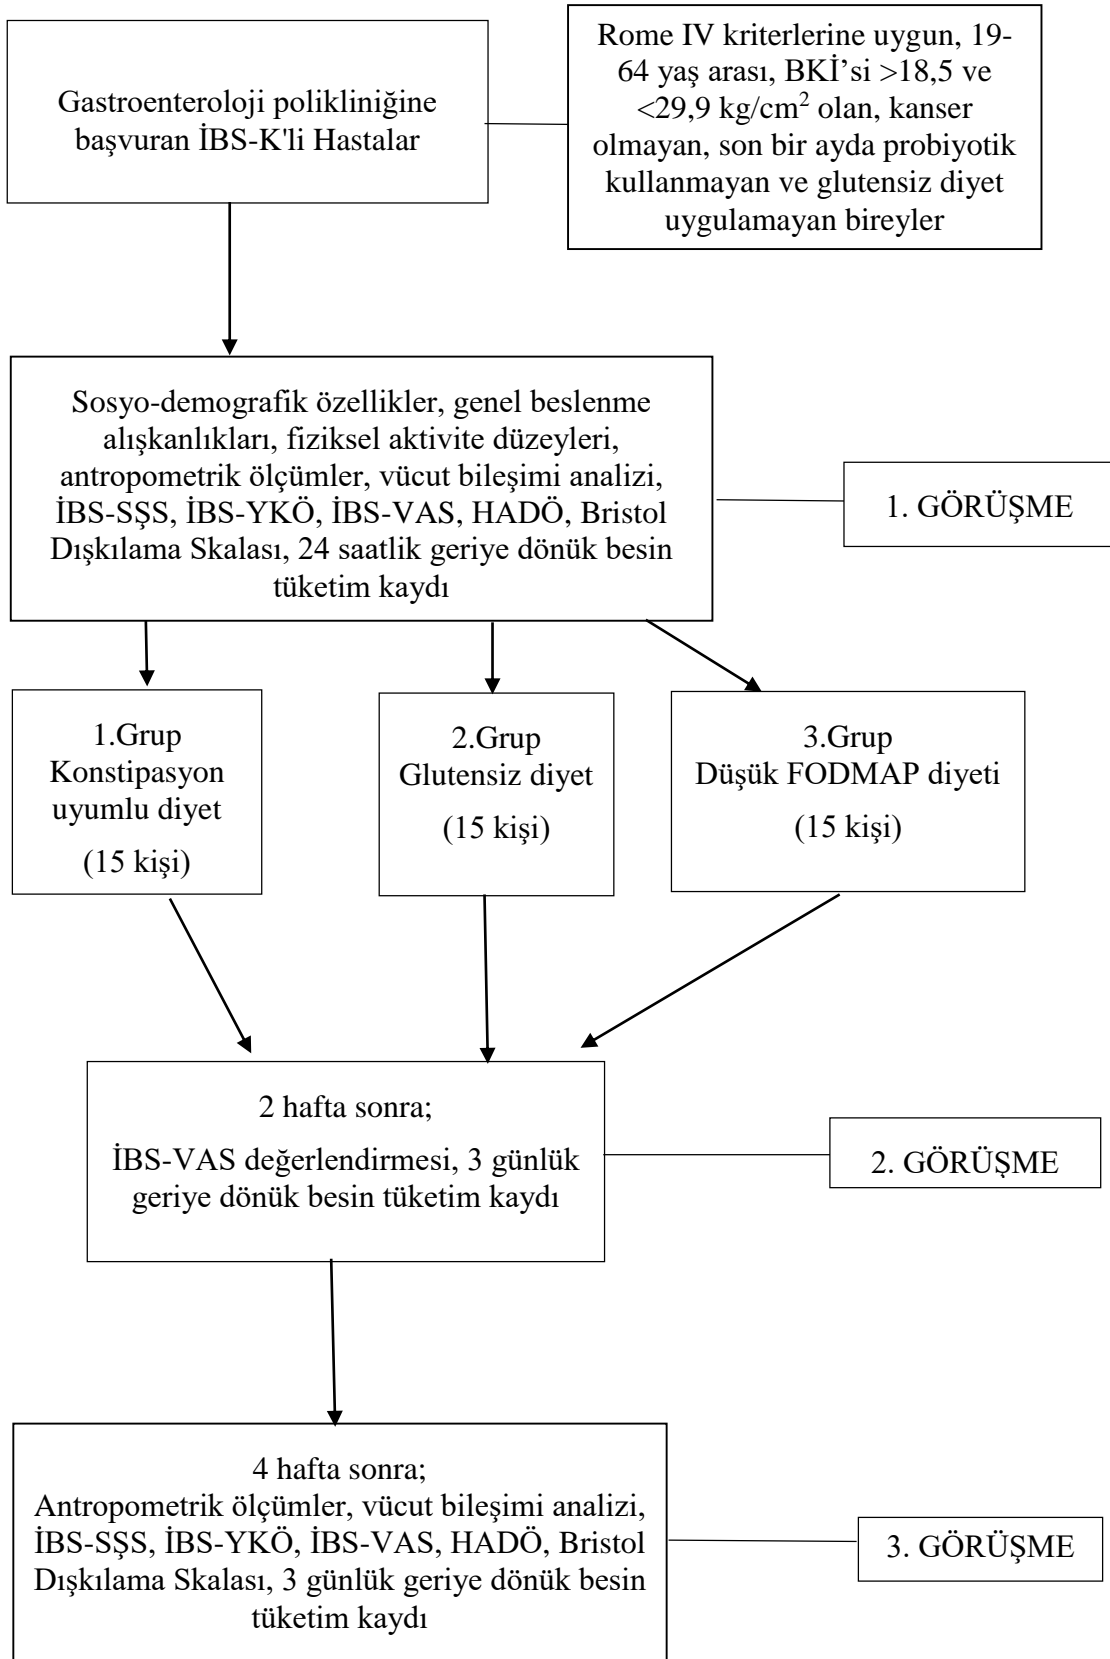 Gastroenteroloji polikliniğine
başvuran İBS-K'li Hastalar
Rome IV kriterlerine uygun, 19-
64 yaş arası, BKİ’si >18,5 ve
<29,9 kg/cm² olan, kanser
olmayan, son bir ayda probiyotik
kullanmayan ve glutensiz diyet
uygulamayan bireyler
Sosyo-demografik özellikler, genel beslenme
alışkanlıkları, fiziksel aktivite düzeyleri,
antropometrik ölçümler, vücut bileşimi analizi,
İBS-SŞS, İBS-YKÖ, İBS-VAS, HADÖ, Bristol
Dışkılama Skalası, 24 saatlik geriye dönük besin
tüketim kaydı
1. GÖRÜŞME
1.Grup
Konstipasyon
uyumlu diyet
(15 kişi)
2.Grup
Glutensiz diyet
(15 kişi)
3.Grup
Düşük FODMAP diyeti
(15 kişi)
2 hafta sonra;
İBS-VAS değerlendirmesi, 3 günlük
geriye dönük besin tüketim kaydı
2. GÖRÜŞME
4 hafta sonra;
Antropometrik ölçümler, vücut bileşimi analizi,
İBS-SŞS, İBS-YKÖ, İBS-VAS, HADÖ, Bristol
Dışkılama Skalası, 3 günlük geriye dönük besin
tüketim kaydı
3. GÖRÜŞME